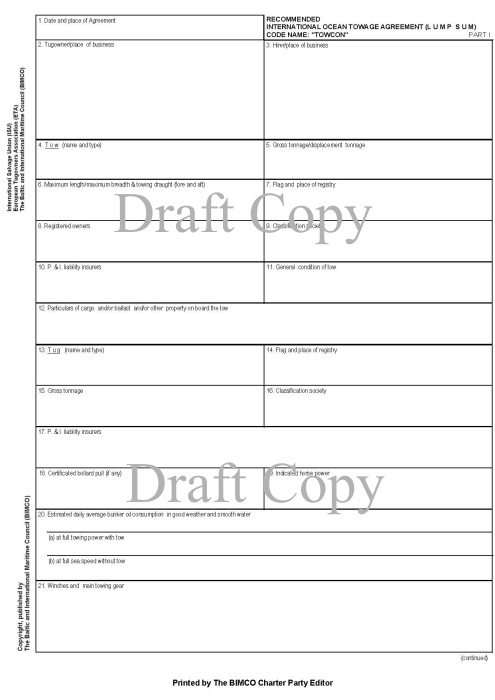 1. Date and place of Agreement
RECOMMENDED
INTERNATIONAL OCEAN TOWAGE AGREEMENT (L U M P S U M)
CODE NAME: "TOWCON" PART I
2. Tugowner/place of business
3. Hirer/place of business
International Salvage Union (ISU)
European Tugowners Association (ETA)
The Baltic and International Maritime Council (BIMCO)
4. Tow (name and type)
5. Gross tonnage/displacement tonnage
6. Maximum length/maximum breadth & towing draught (fore and aft)
7. Flag and place of registry
Draft Copy
8. Registered owners
9. Classification society
10. P. & I. liability insurers
11. General condition of tow
12. Particulars of cargo and/or ballast and/or other property on board the tow
13. Tug (name and type)
14. Flag and place of registry
15. Gross tonnage
16. Classification society
17. P. & I. liability insurers
18. Certificated bollard pull (if any)
19. Indicated horse power
Draft Copy
20. Estimated daily average bunker oil consumption in good weather and smooth water
(a) at full towing power with tow
(b) at full sea speed without tow
21. Winches and main towing gear
Copyright, published by
The Baltic and International Maritime Council (BIMCO)
(continued)
Printed by The BIMCO Charter Party Editor